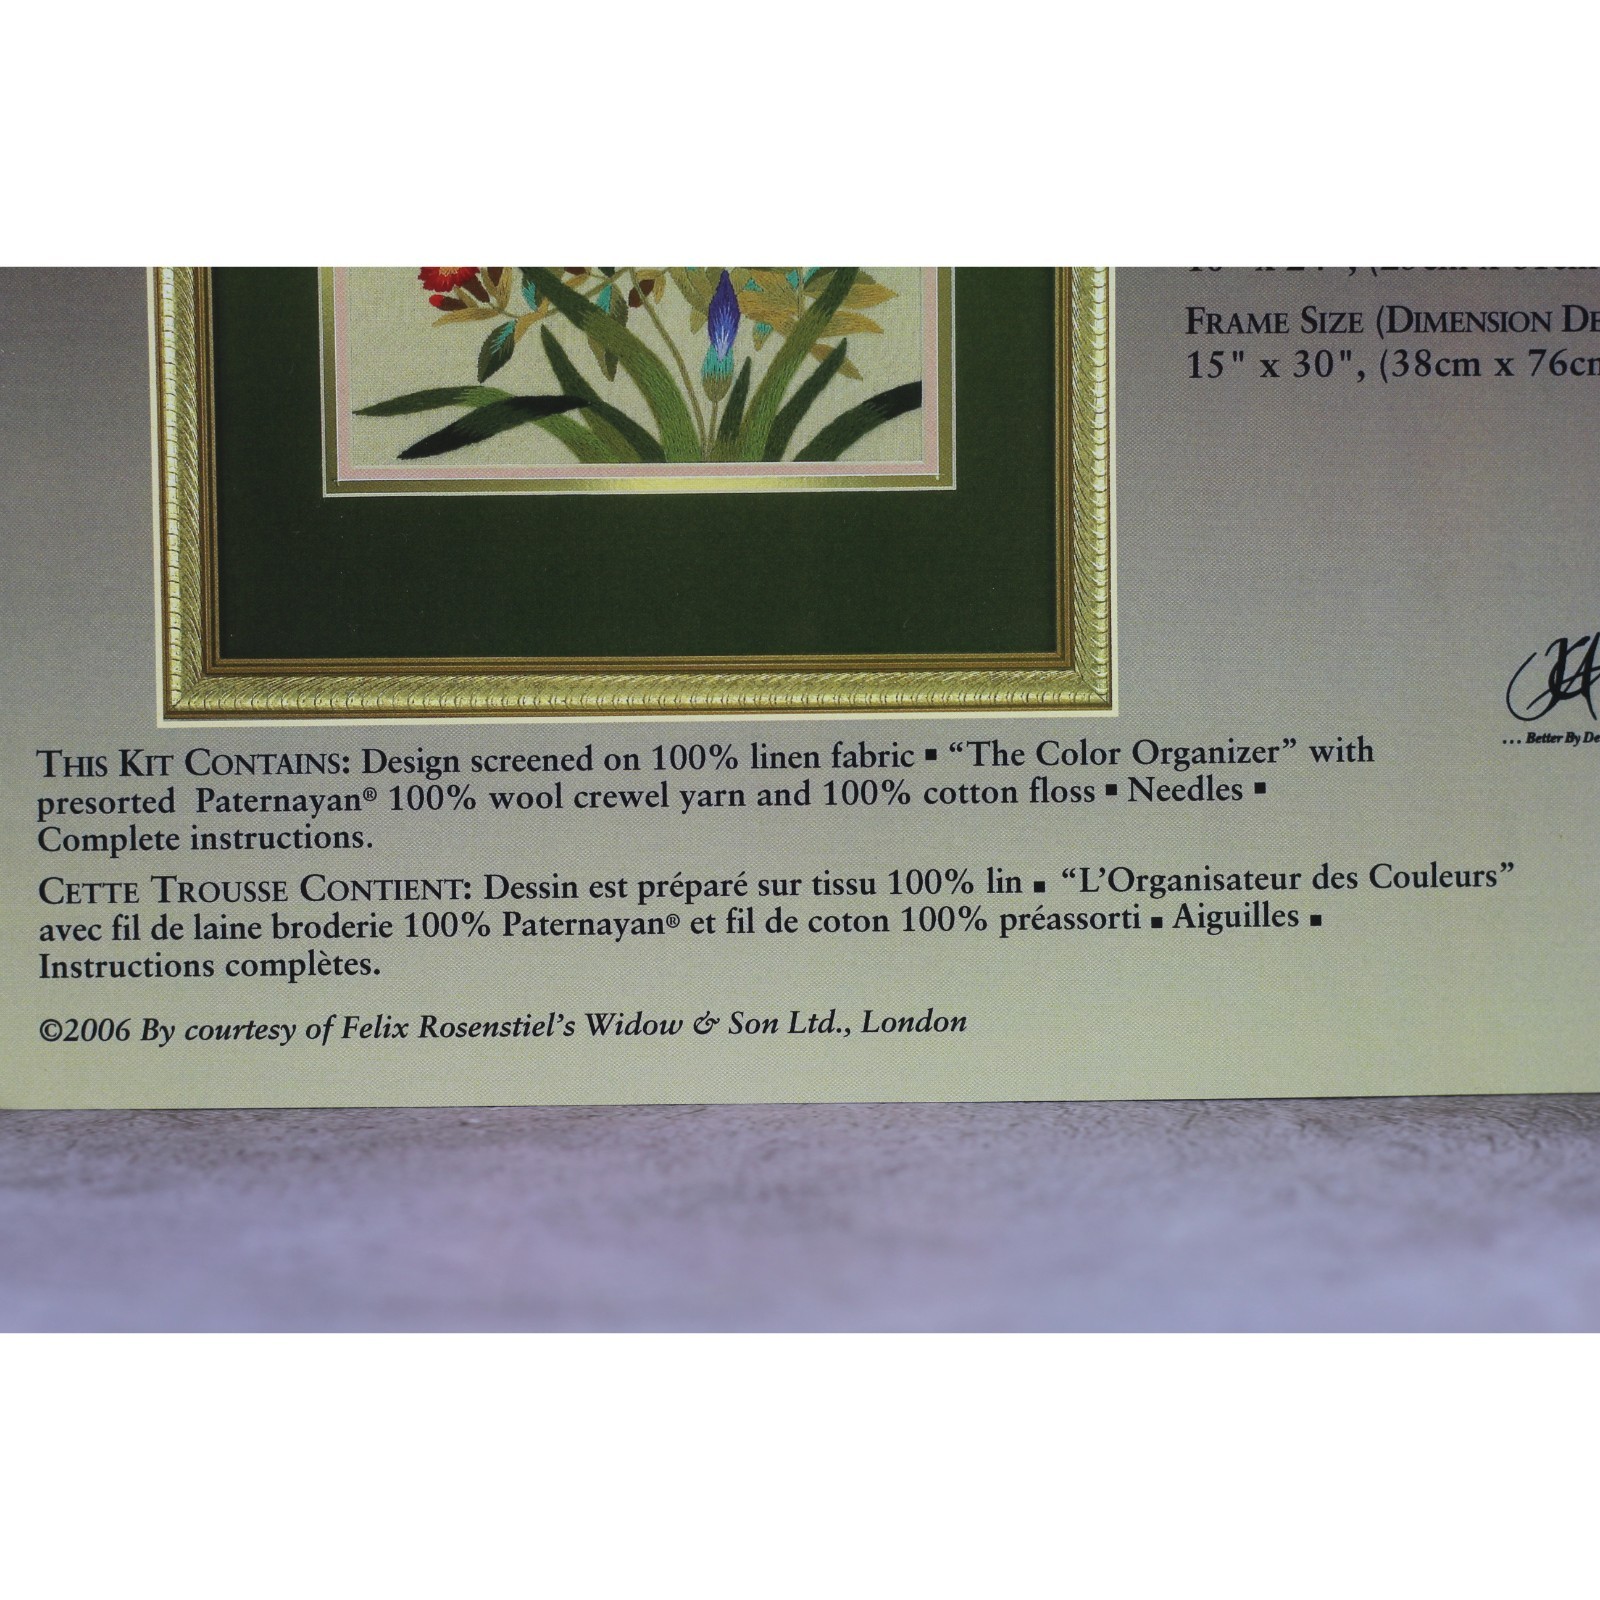 FRAME SIZE (DIMENSION
15" x 30", (38cm x 76cm
... Better By
THIS KIT CONTAINS: Design screened on 100% linen fabric ▪ “The Color Organizer” with
presorted Paternayan® 100% wool crewel yarn and 100% cotton floss ▪ Needles ▪
Complete instructions.
CETTE TROUSSE CONTIENT: Dessin est préparé sur tissu 100% lin ▪ “L’Organisateur des Couleurs”
avec fil de laine broderie 100% Paternayan® et fil de coton 100% préassorti ▪ Aiguilles ▪
Instructions complètes.
©2006 By courtesy of Felix Rosenstiel’s Widow & Son Ltd., London